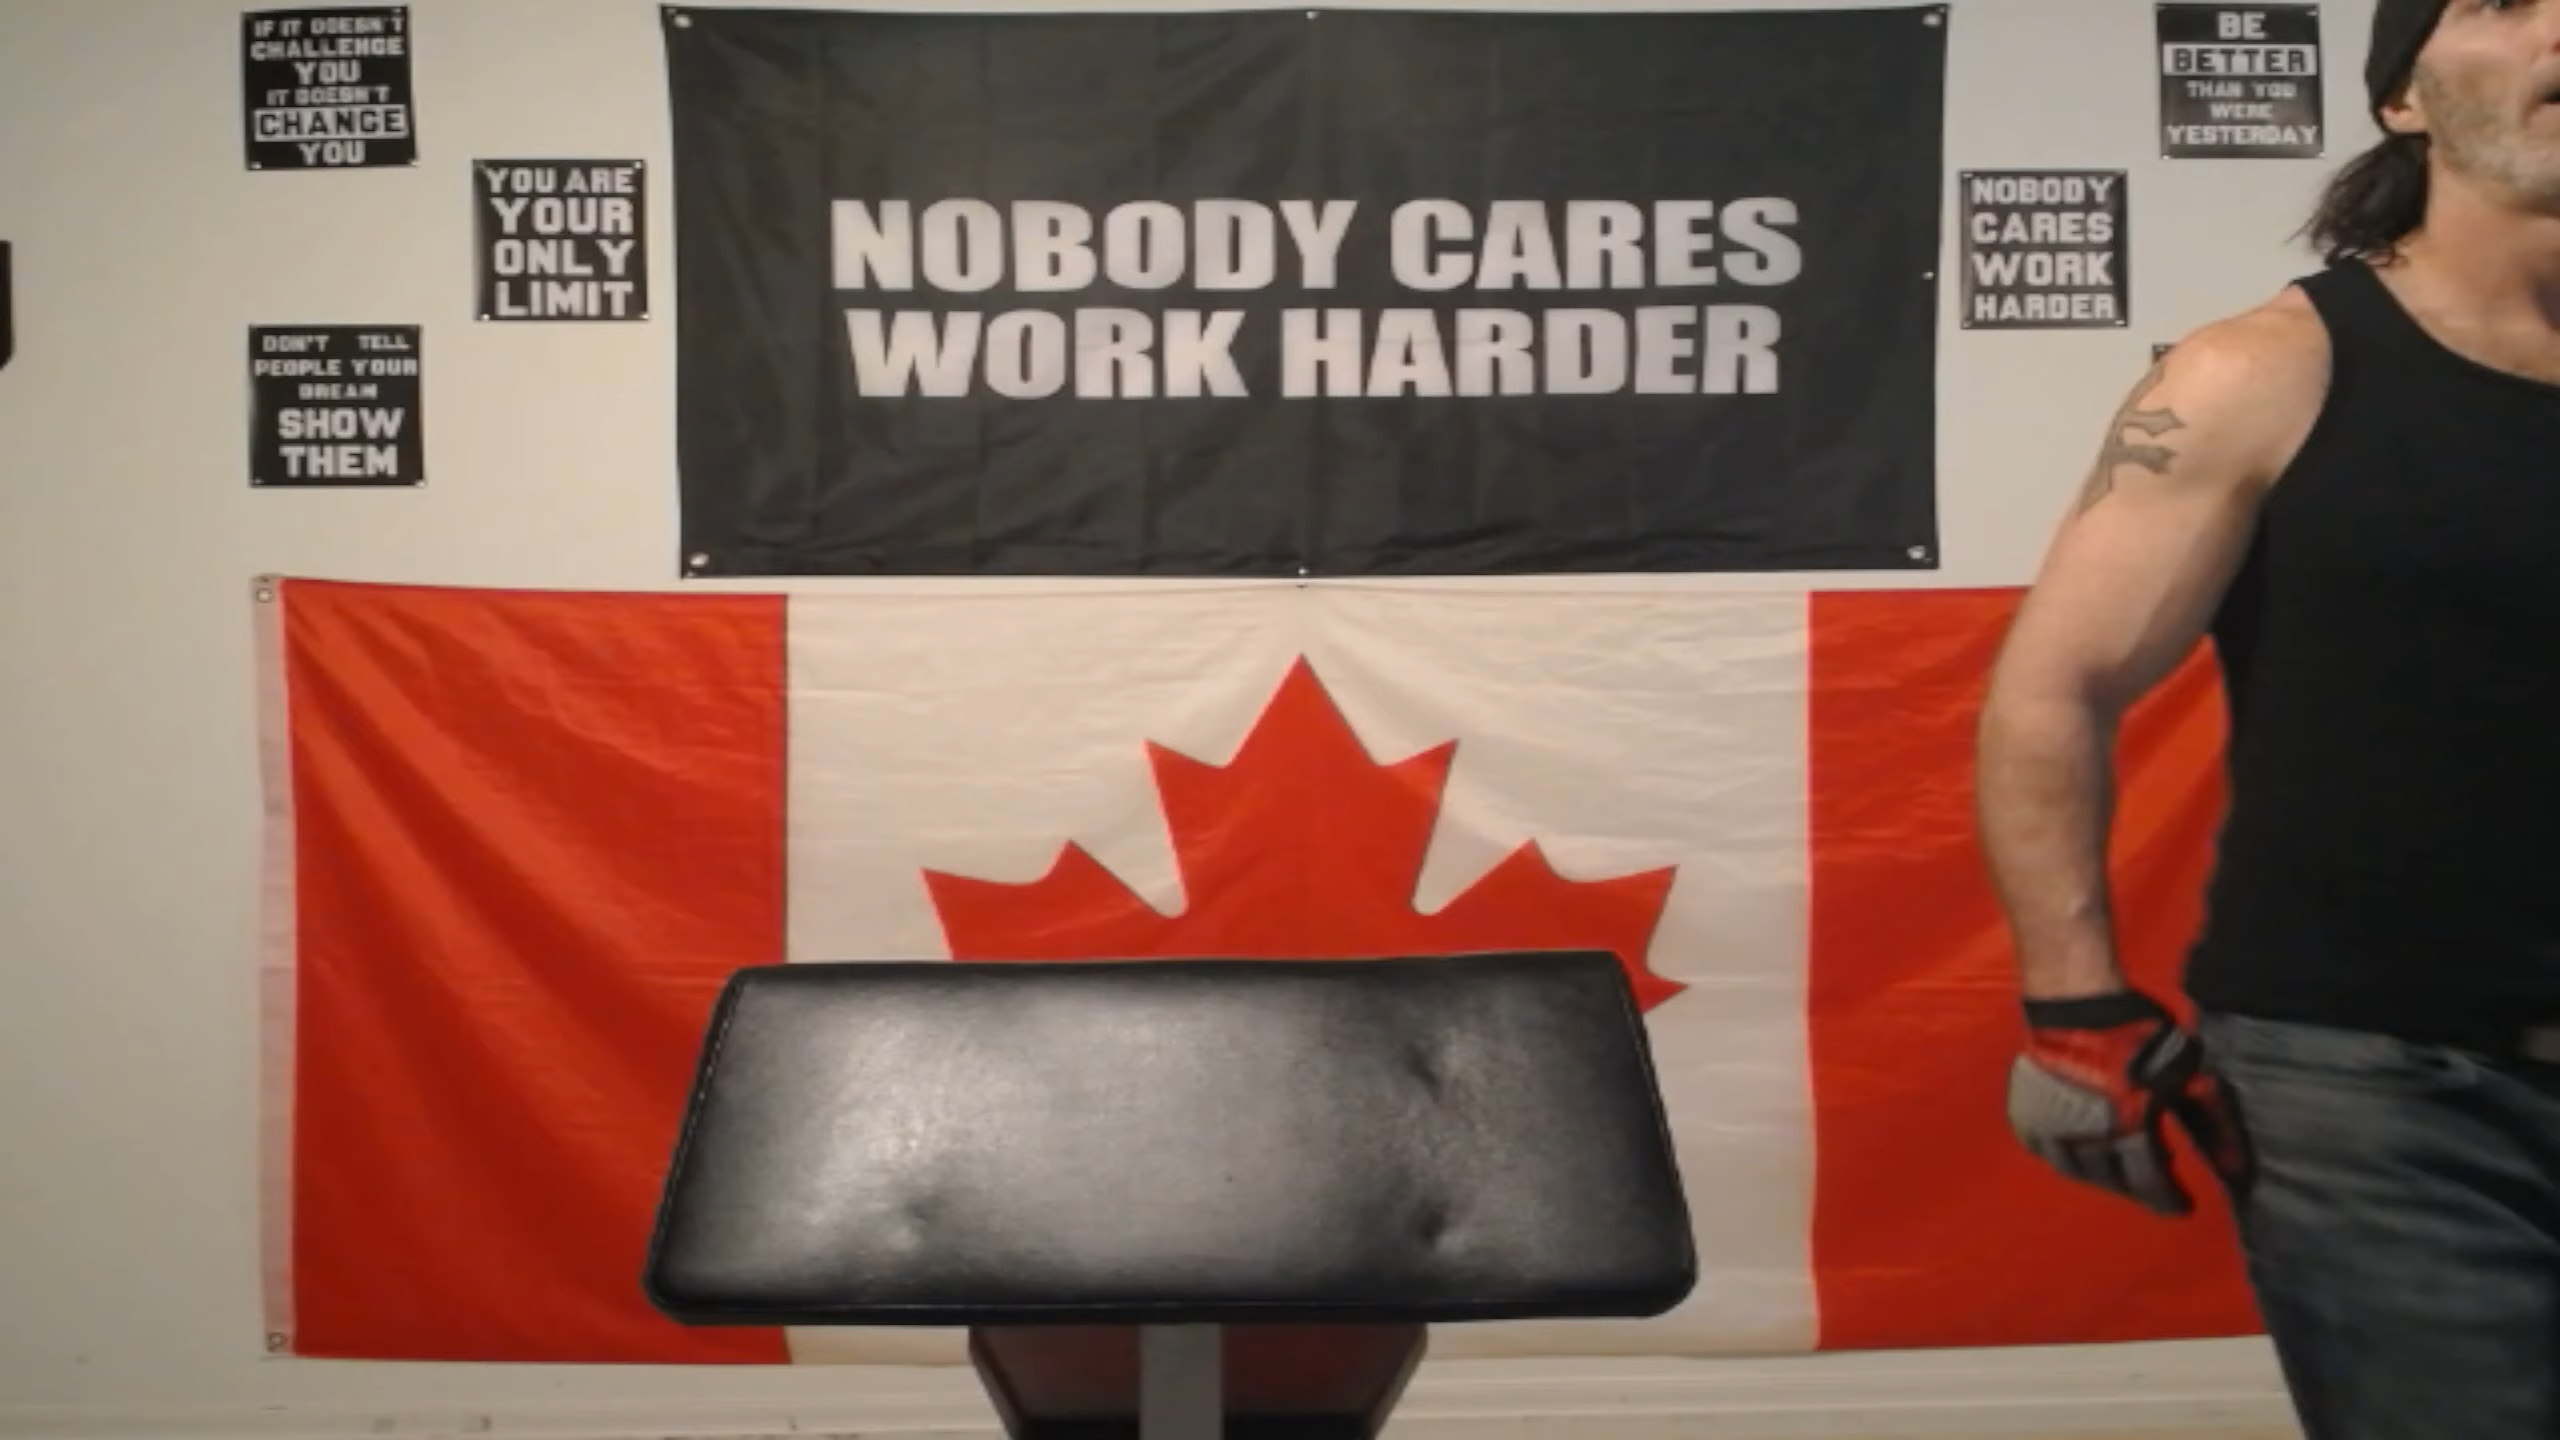 IF IT DOESN'T
CHALLENGE
YOU
IT DOESN'T
CHANGE
YOU
YOU ARE
YOUR
ONLY
LIMIT
DON'T TELL
PEOPLE YOUR
DREAM
SHOW
THEM
NOBODY CARES
WORK HARDER
BE
BETTER
THAN YOU
WERE
YESTERDAY
NOBODY
CARES
WORK
HARDER